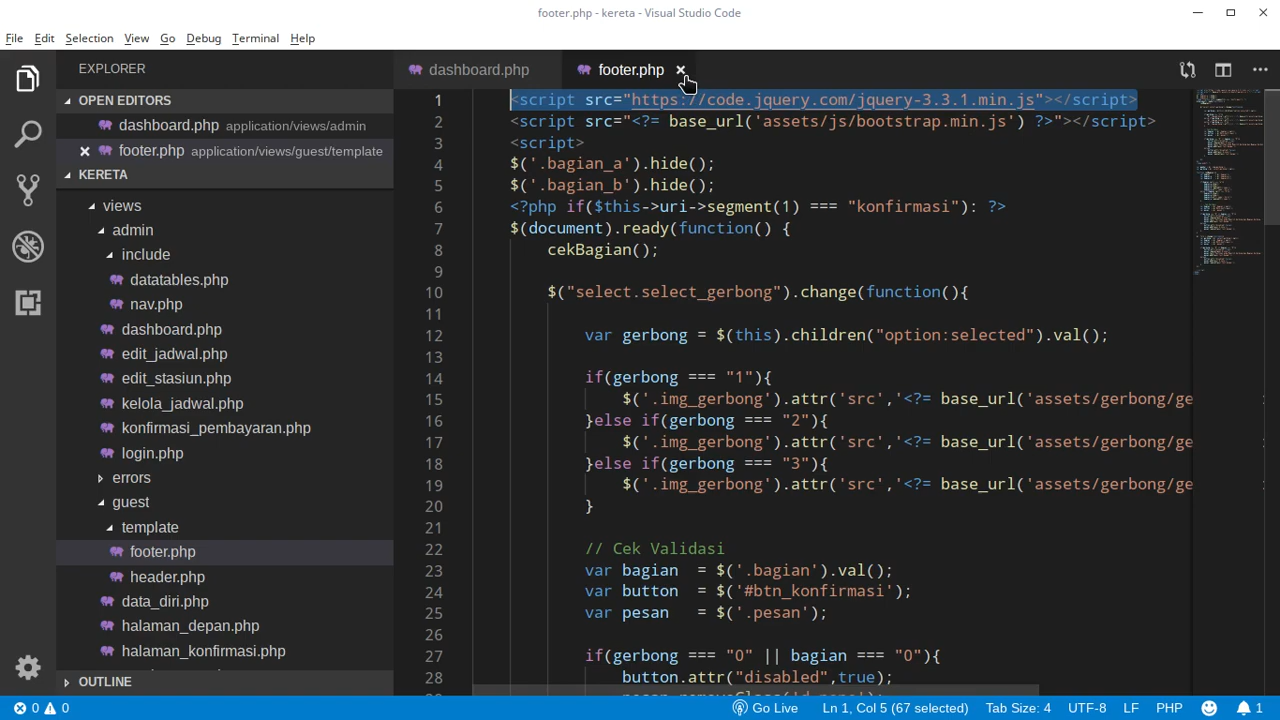 footer.php - kereta - Visual Studio Code
File Edit Selection View Go Debug Terminal Help
EXPLORER
OPEN EDITORS
dashboard.php application/views/admin
footer.php application/views/guest/template
KERETA
views
admin
include
datatables.php
nav.php
dashboard.php
edit_jadwal.php
edit_stasiun.php
kelola_jadwal.php
konfirmasi_pembayaran.php
login.php
errors
guest
template
footer.php
header.php
data_diri.php
halaman_depan.php
halaman_konfirmasi.php
OUTLINE
dashboard.php footer.php
1 <script src="https://code.jquery.com/jquery-3.3.1.min.js"></script>
2 <script src="<?= base_url('assets/js/bootstrap.min.js') ?>"></script>
3 <script>
4 $('.bagian_a').hide();
5 $('.bagian_b').hide();
6 <?php if($this->uri->segment(1) === "konfirmasi"): ?>
7 $(document).ready(function() {
8 cekBagian();
9
10 $("select.select_gerbong").change(function(){
11
12 var gerbong = $(this).children("option:selected").val();
13
14 if(gerbong === "1"){
15 $('.img_gerbong').attr('src','<?= base_url('assets/gerbong/ge
16 }else if(gerbong === "2"){
17 $('.img_gerbong').attr('src','<?= base_url('assets/gerbong/ge
18 }else if(gerbong === "3"){
19 $('.img_gerbong').attr('src','<?= base_url('assets/gerbong/ge
20 }
21
22 // Cek Validasi
23 var bagian = $('.bagian').val();
24 var button = $('#btn_konfirmasi');
25 var pesan = $('.pesan');
26
27 if(gerbong === "0" || bagian === "0"){
28 button.attr("disabled",true);
0 0 Go Live Ln 1, Col 5 (67 selected) Tab Size: 4 UTF-8 LF PHP 1